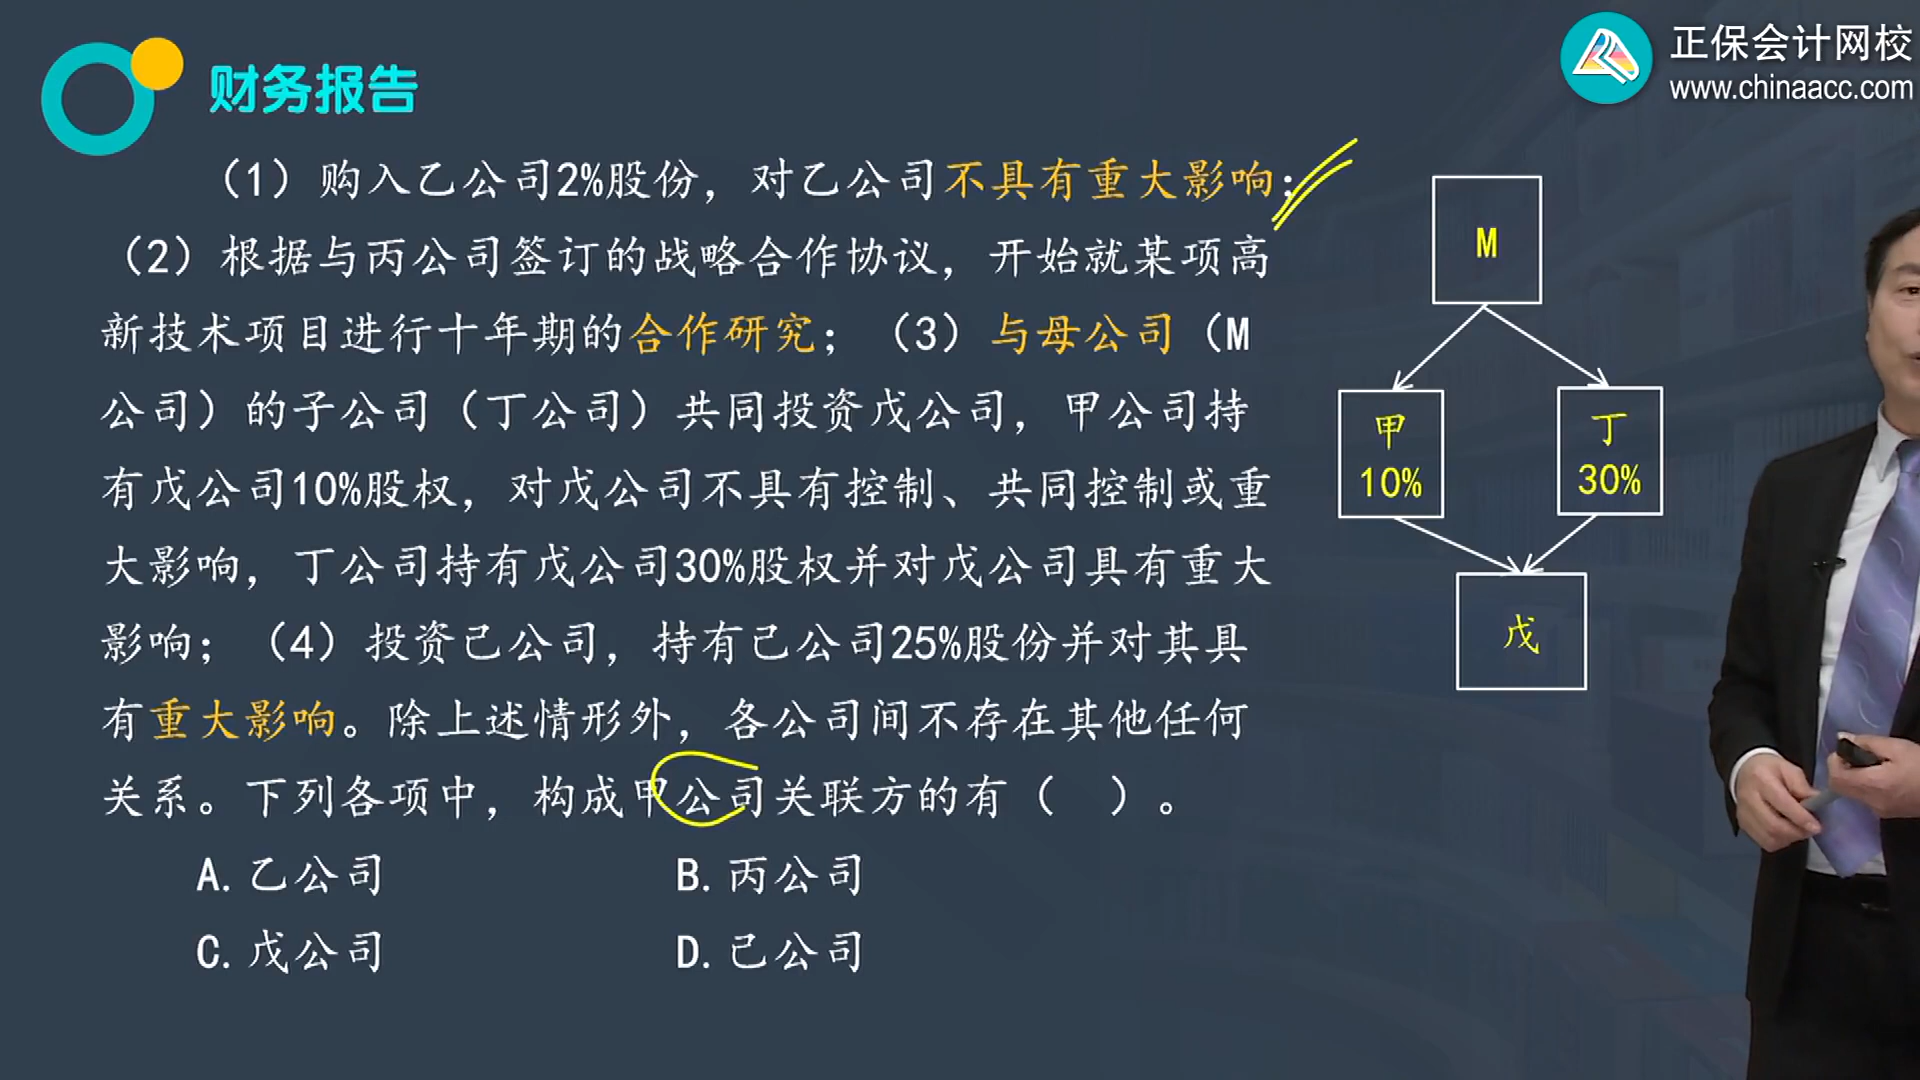 财务报告
正保会计网校
www.chinaacc.com
（1）购入乙公司2%股份，对乙公司不具有重大影响；
（2）根据与丙公司签订的战略合作协议，开始就某项高
新技术项目进行十年期的合作研究；（3）与母公司（M
公司）的子公司（丁公司）共同投资戊公司，甲公司持
有戊公司10%股权，对戊公司不具有控制、共同控制或重
大影响，丁公司持有戊公司30%股权并对戊公司具有重大
影响；（4）投资己公司，持有己公司25%股份并对其具
有重大影响。除上述情形外，各公司间不存在其他任何
关系。下列各项中，构成甲公司关联方的有（ ）。
A. 乙公司
B. 丙公司
C. 戊公司
D. 己公司
M
甲
10%
丁
30%
戊